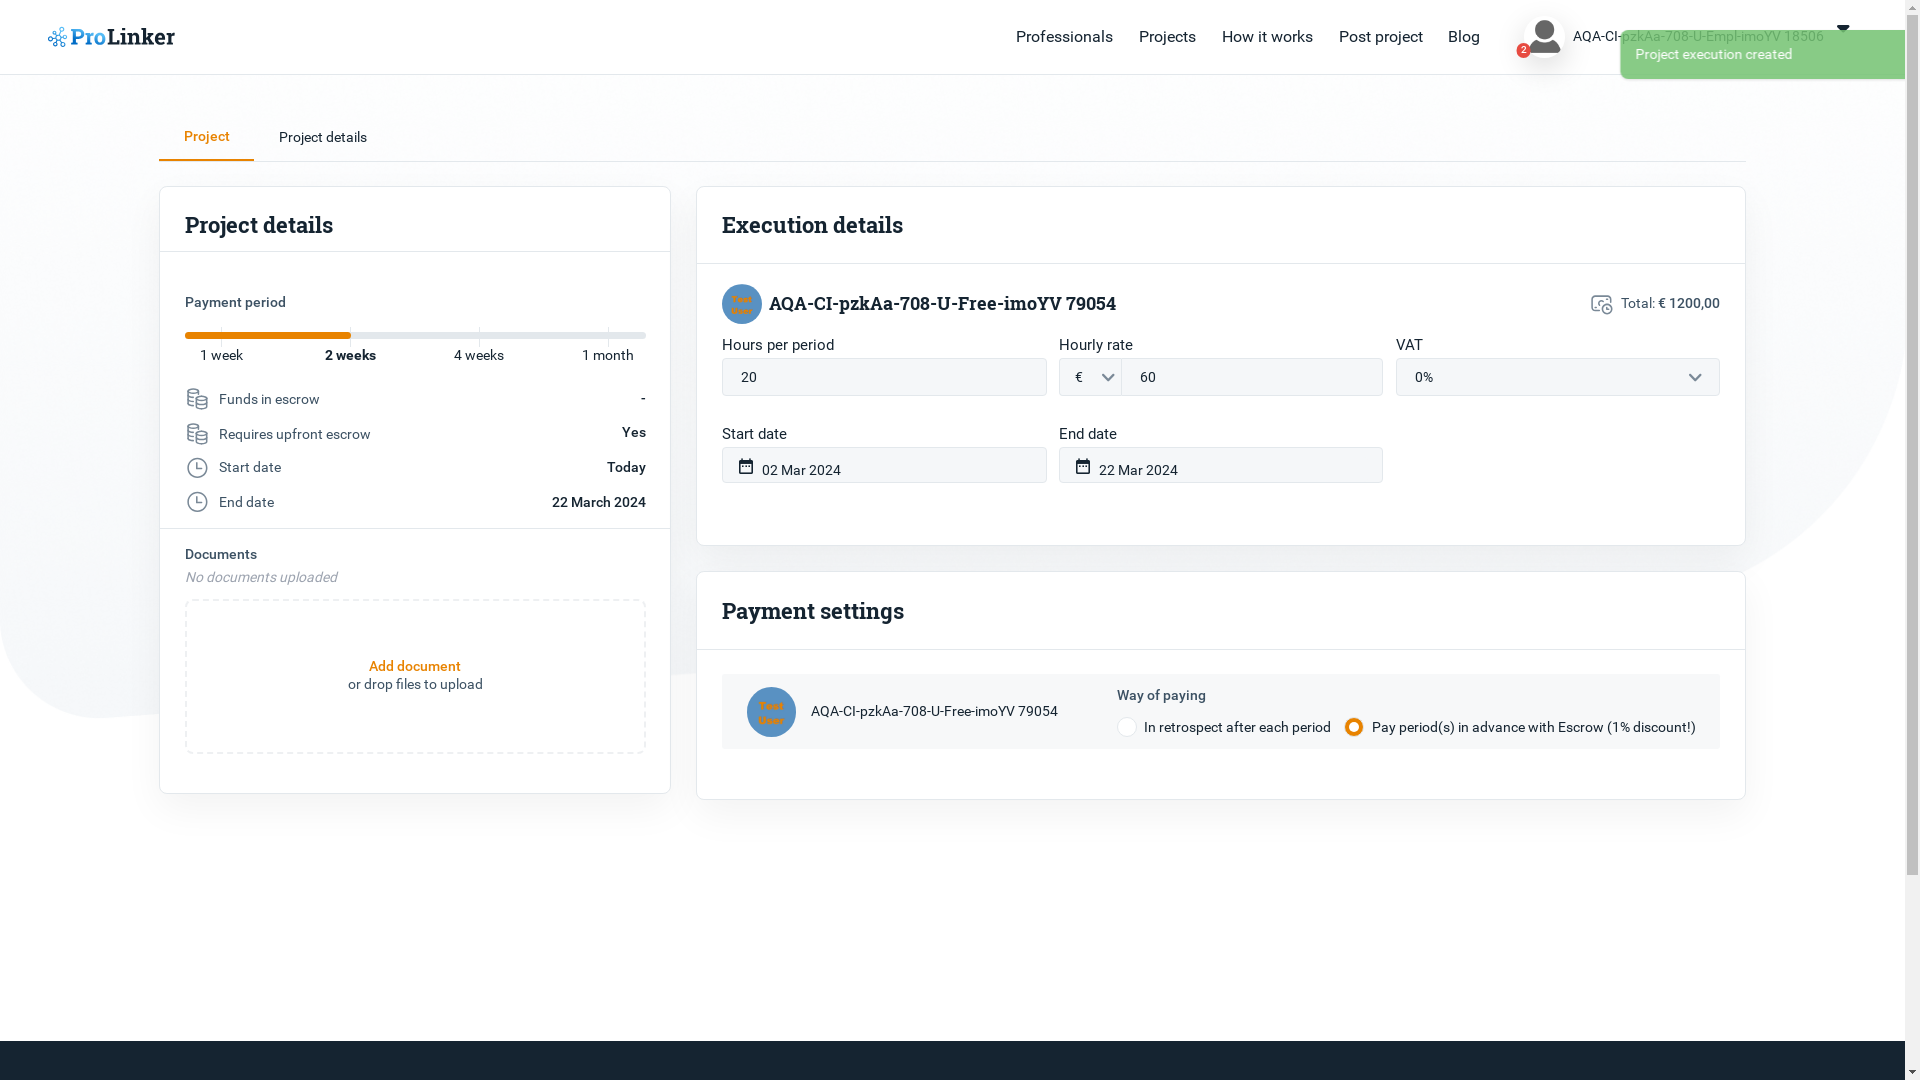 ProLinker
Professionals
Projects
How it works
Post project
Blog
2
AQA-CI-pzkAa-708-U-Empl-imoYV 18506
Project execution created
Project
Project details
Project details
Payment period
1 week
2 weeks
4 weeks
1 month
Funds in escrow
-
Requires upfront escrow
Yes
Start date
Today
End date
22 March 2024
Documents
No documents uploaded
Add document
or drop files to upload
Execution details
Test
User
AQA-CI-pzkAa-708-U-Free-imoYV 79054
Total: € 1200,00
Hours per period
Hourly rate
VAT
20
€
60
0%
Start date
End date
02 Mar 2024
22 Mar 2024
Payment settings
Test
User
AQA-CI-pzkAa-708-U-Free-imoYV 79054
Way of paying
In retrospect after each period
Pay period(s) in advance with Escrow (1% discount!)